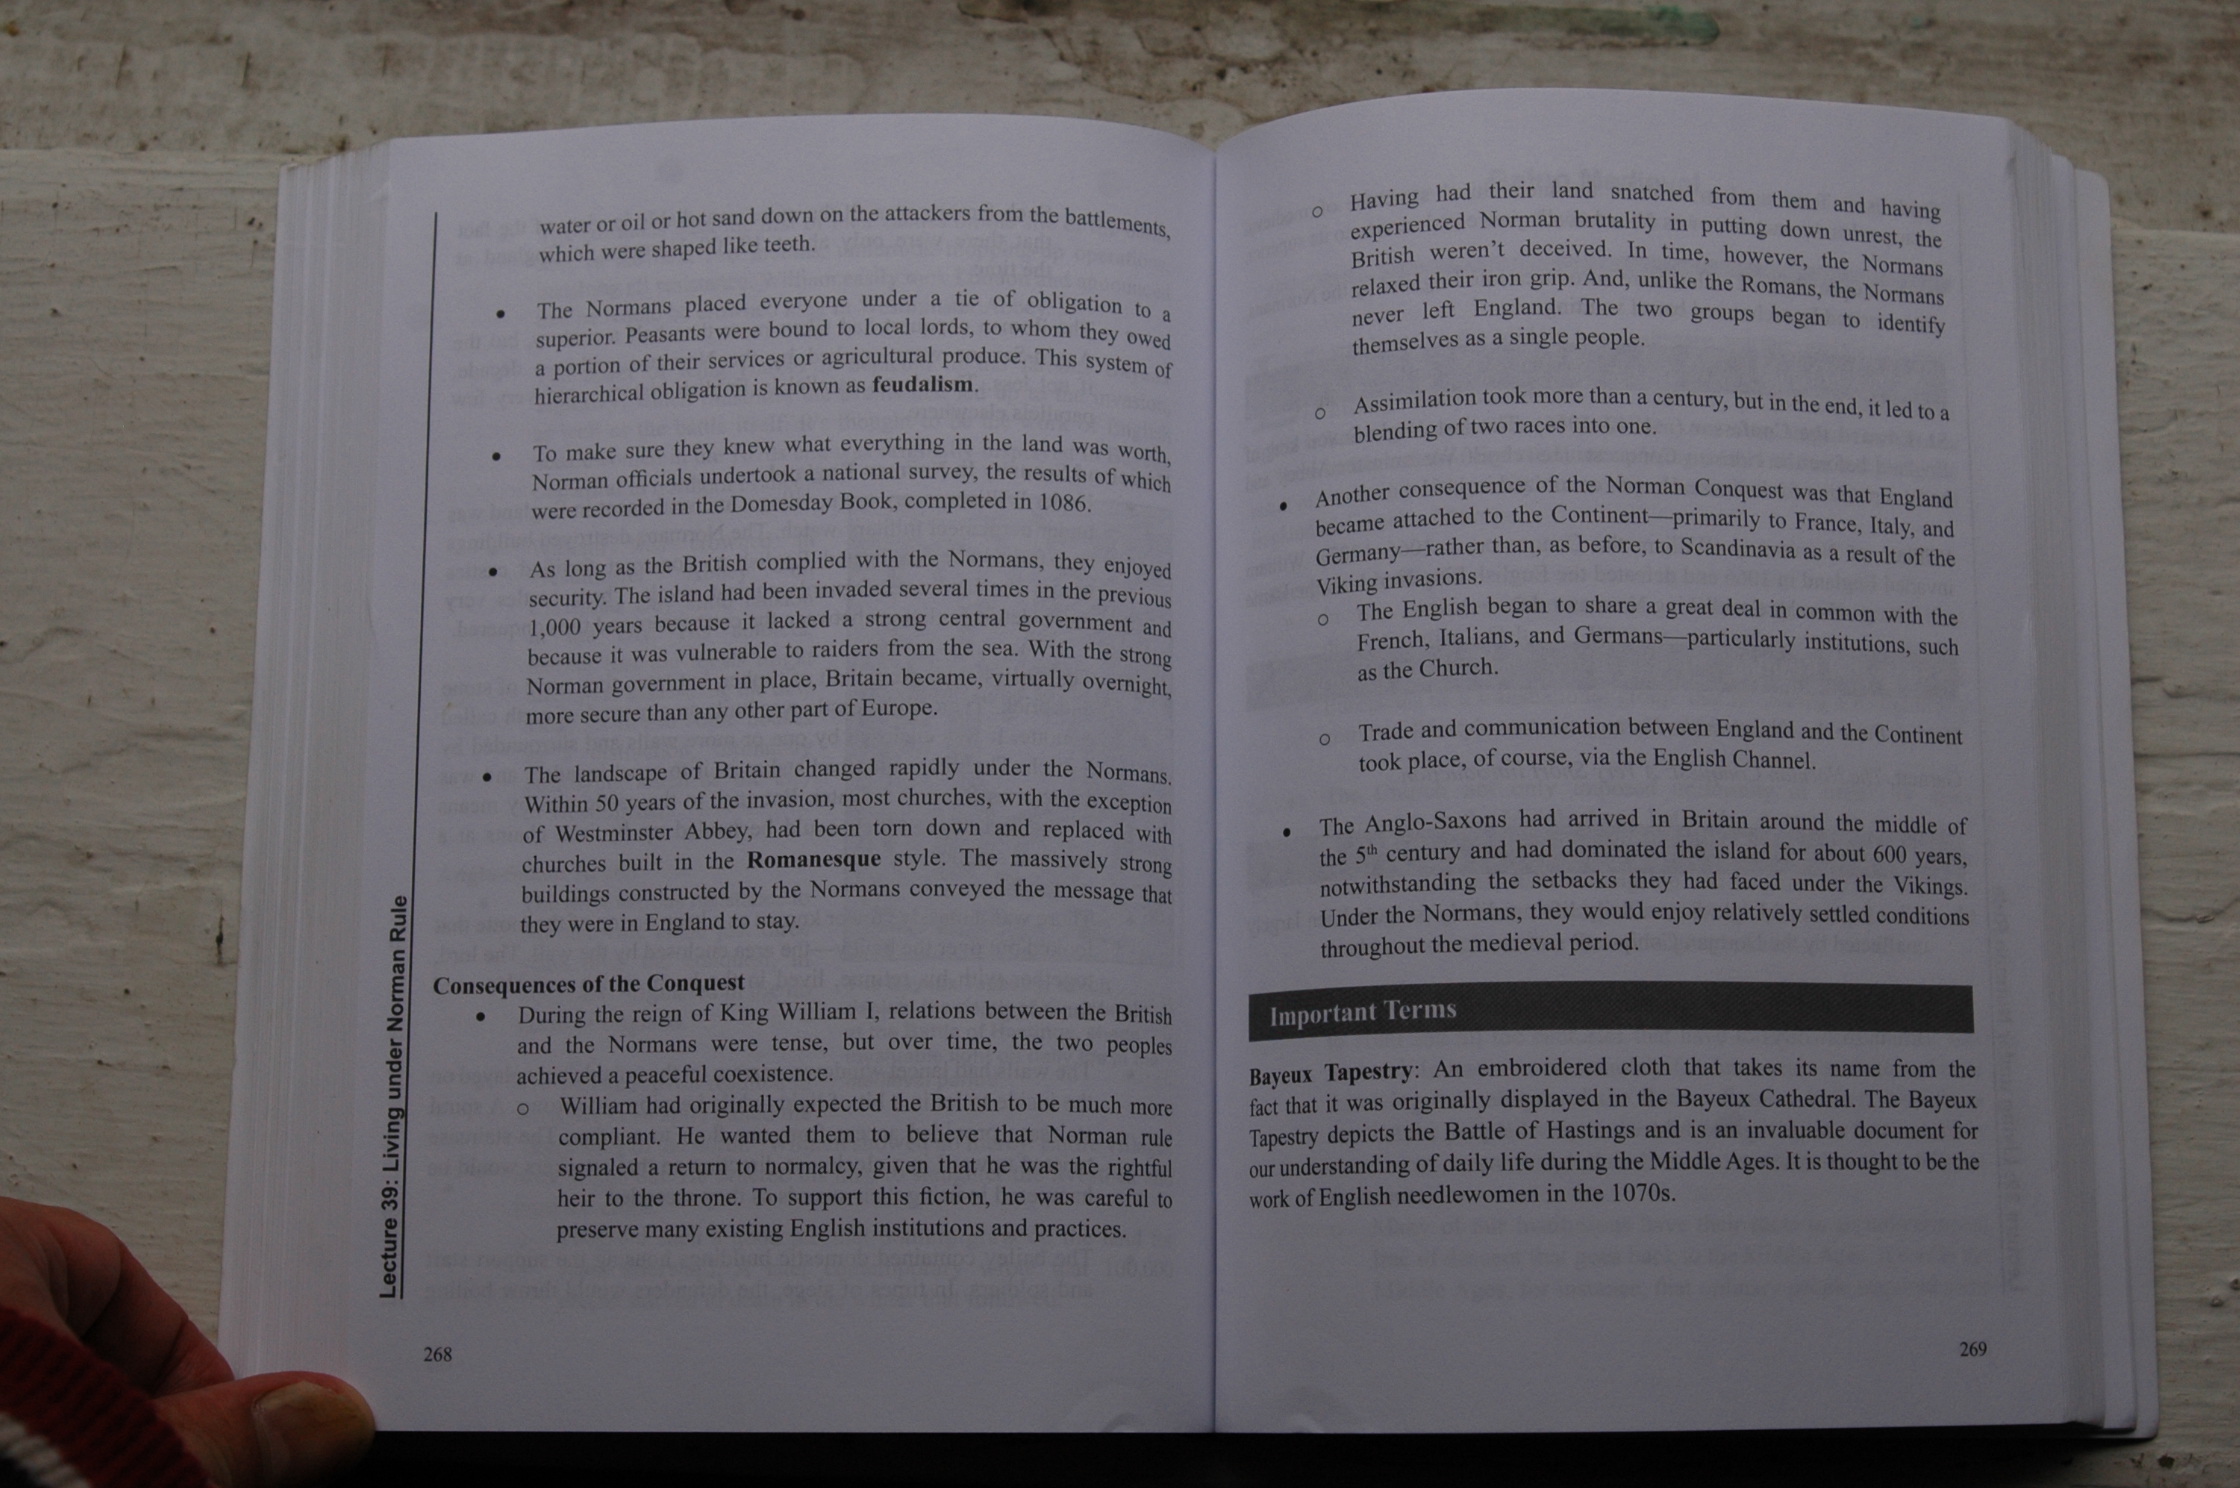 water or oil or hot sand down on the attackers from the battlements,
which were shaped like teeth.
• The Normans placed everyone under a tie of obligation to a
superior. Peasants were bound to local lords, to whom they owed
a portion of their services or agricultural produce. This system of
hierarchical obligation is known as feudalism.
• To make sure they knew what everything in the land was worth,
Norman officials undertook a national survey, the results of which
were recorded in the Domesday Book, completed in 1086.
• As long as the British complied with the Normans, they enjoyed
security. The island had been invaded several times in the previous
1,000 years because it lacked a strong central government and
because it was vulnerable to raiders from the sea. With the strong
Norman government in place, Britain became, virtually overnight,
more secure than any other part of Europe.
• The landscape of Britain changed rapidly under the Normans.
Within 50 years of the invasion, most churches, with the exception
of Westminster Abbey, had been torn down and replaced with
churches built in the Romanesque style. The massively strong
buildings constructed by the Normans conveyed the message that
they were in England to stay.
Consequences of the Conquest
• During the reign of King William I, relations between the British
and the Normans were tense, but over time, the two peoples
achieved a peaceful coexistence.
○ William had originally expected the British to be much more
compliant. He wanted them to believe that Norman rule
signaled a return to normalcy, given that he was the rightful
heir to the throne. To support this fiction, he was careful to
preserve many existing English institutions and practices.
Lecture 39: Living under Norman Rule
268
○ Having had their land snatched from them and having
experienced Norman brutality in putting down unrest, the
British weren't deceived. In time, however, the Normans
relaxed their iron grip. And, unlike the Romans, the Normans
never left England. The two groups began to identify
themselves as a single people.
○ Assimilation took more than a century, but in the end, it led to a
blending of two races into one.
• Another consequence of the Norman Conquest was that England
became attached to the Continent—primarily to France, Italy, and
Germany—rather than, as before, to Scandinavia as a result of the
Viking invasions.
○ The English began to share a great deal in common with the
French, Italians, and Germans—particularly institutions, such
as the Church.
○ Trade and communication between England and the Continent
took place, of course, via the English Channel.
• The Anglo-Saxons had arrived in Britain around the middle of
the 5th century and had dominated the island for about 600 years,
notwithstanding the setbacks they had faced under the Vikings.
Under the Normans, they would enjoy relatively settled conditions
throughout the medieval period.
Important Terms
Bayeux Tapestry: An embroidered cloth that takes its name from the
fact that it was originally displayed in the Bayeux Cathedral. The Bayeux
Tapestry depicts the Battle of Hastings and is an invaluable document for
our understanding of daily life during the Middle Ages. It is thought to be the
work of English needlewomen in the 1070s.
269